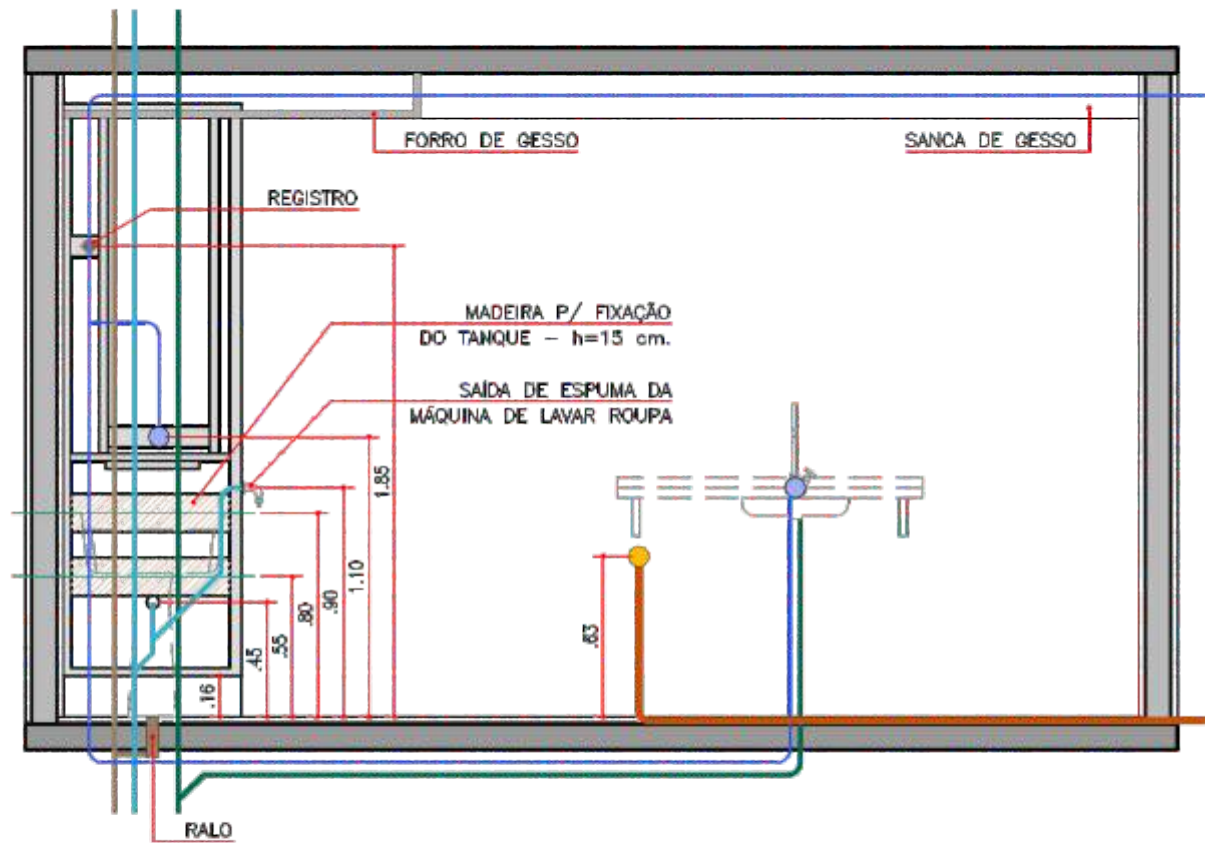 FORRO DE GESSO
SANCA DE GESSO
REGISTRO
MADEIRA P/ FIXAÇÃO
DO TANQUE – h=15 cm.
SAÍDA DE ESPUMA DA
MÁQUINA DE LAVAR ROUPA
1.85
1.10
.90
.80
.55
.45
.16
.63
RALO